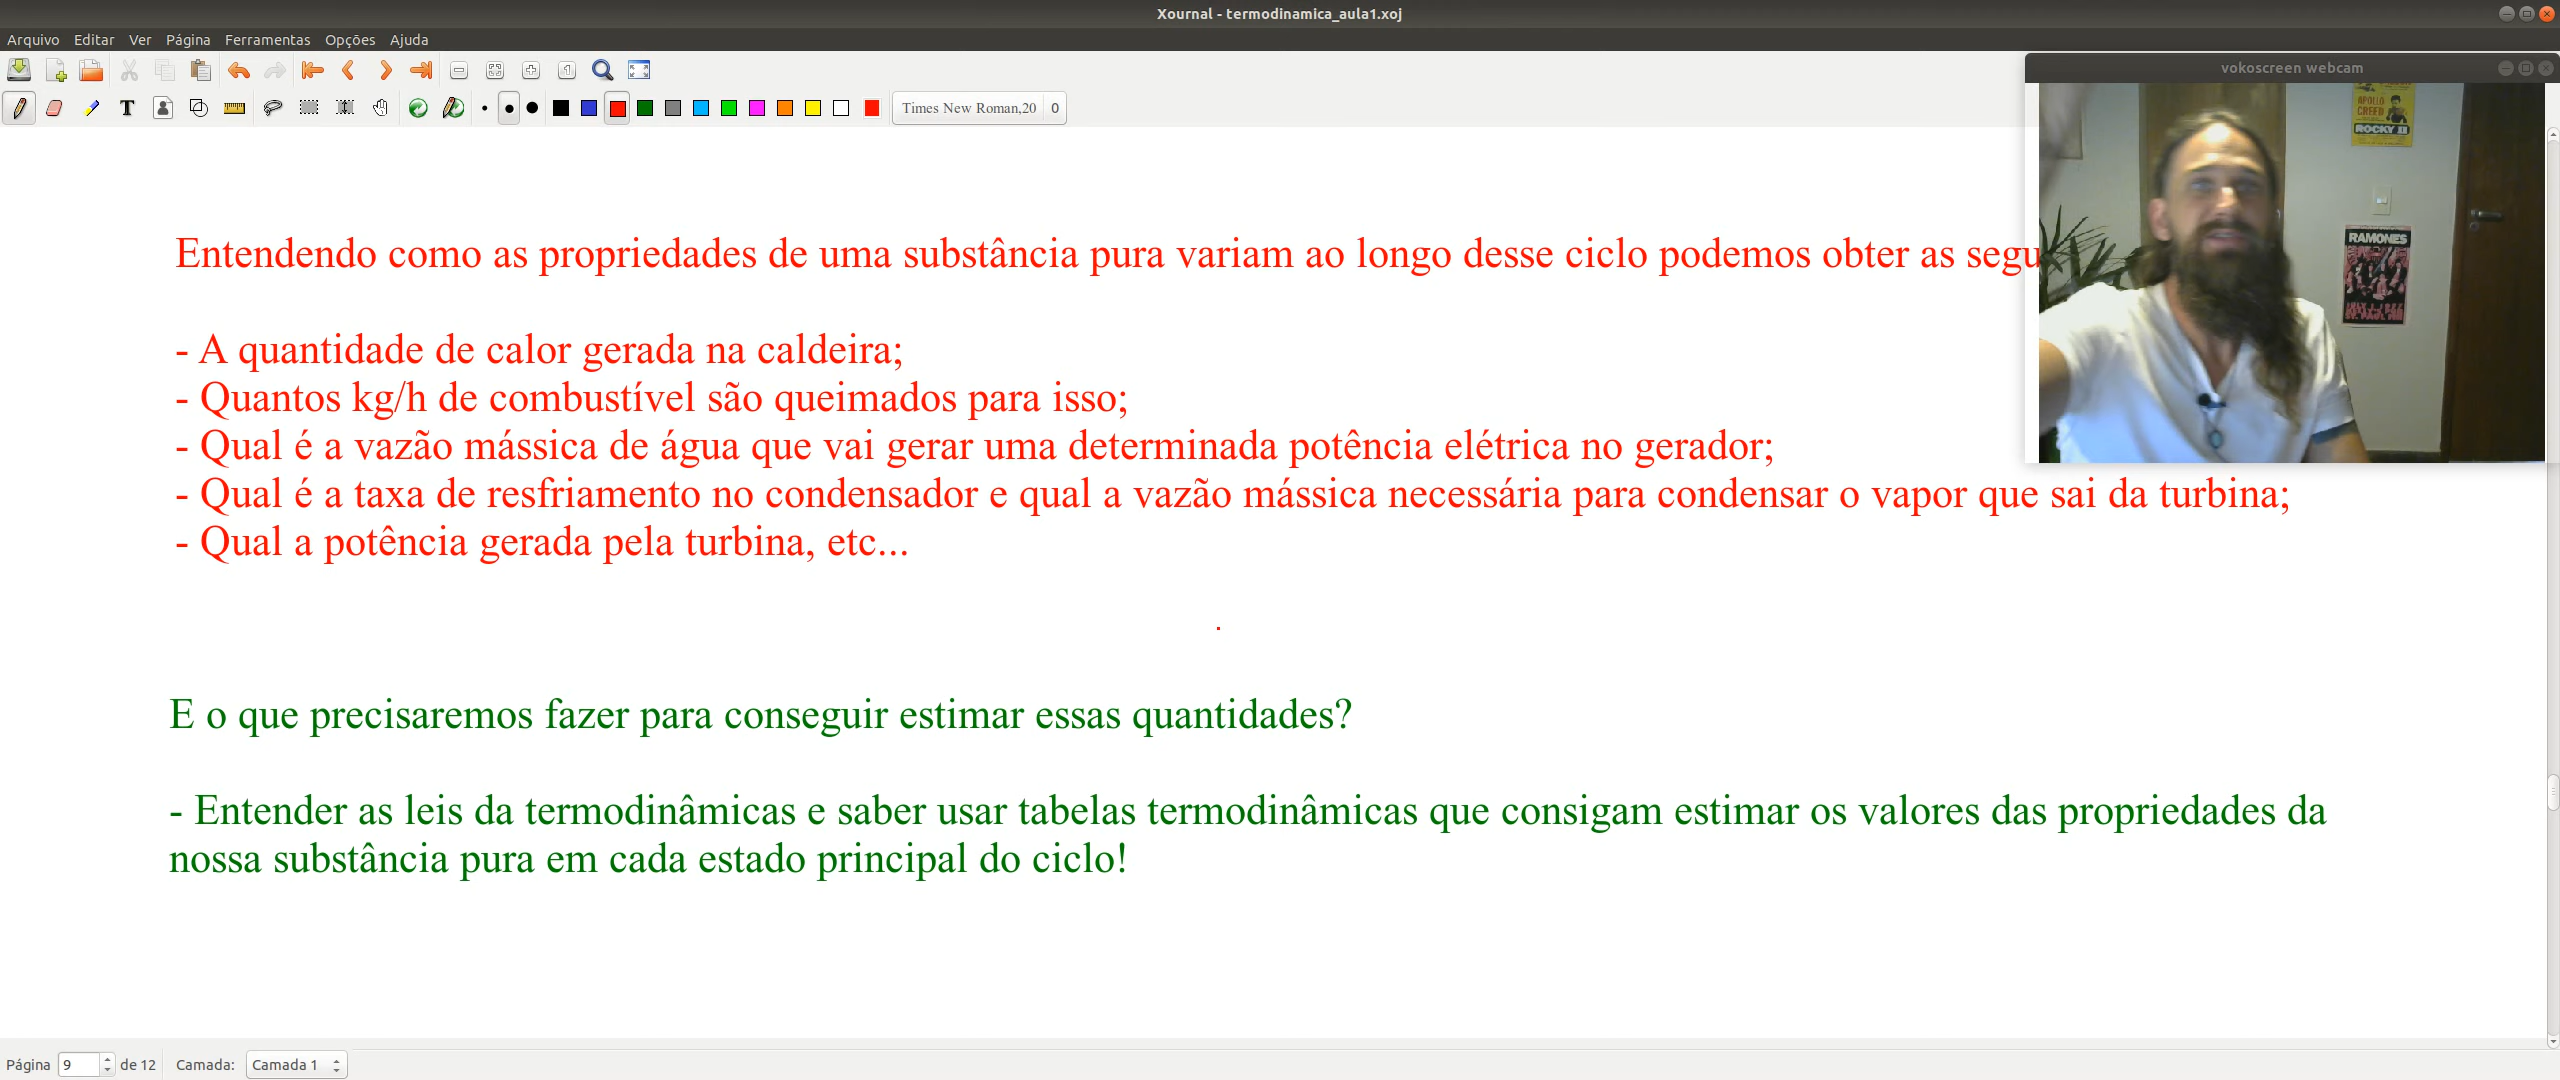 Xournal - termodinamica_aula1.xoj
Arquivo Editar Ver Página Ferramentas Opções Ajuda
vokoscreen webcam
T
Times New Roman,20 0
APOLLO
CREED
ROCKY II
RAMONES
Entendendo como as propriedades de uma substância pura variam ao longo desse ciclo podemos obter as segu
- A quantidade de calor gerada na caldeira;
- Quantos kg/h de combustível são queimados para isso;
- Qual é a vazão mássica de água que vai gerar uma determinada potência elétrica no gerador;
- Qual é a taxa de resfriamento no condensador e qual a vazão mássica necessária para condensar o vapor que sai da turbina;
- Qual a potência gerada pela turbina, etc...
E o que precisaremos fazer para conseguir estimar essas quantidades?
- Entender as leis da termodinâmicas e saber usar tabelas termodinâmicas que consigam estimar os valores das propriedades da
nossa substância pura em cada estado principal do ciclo!
Página 9 de 12 Camada: Camada 1